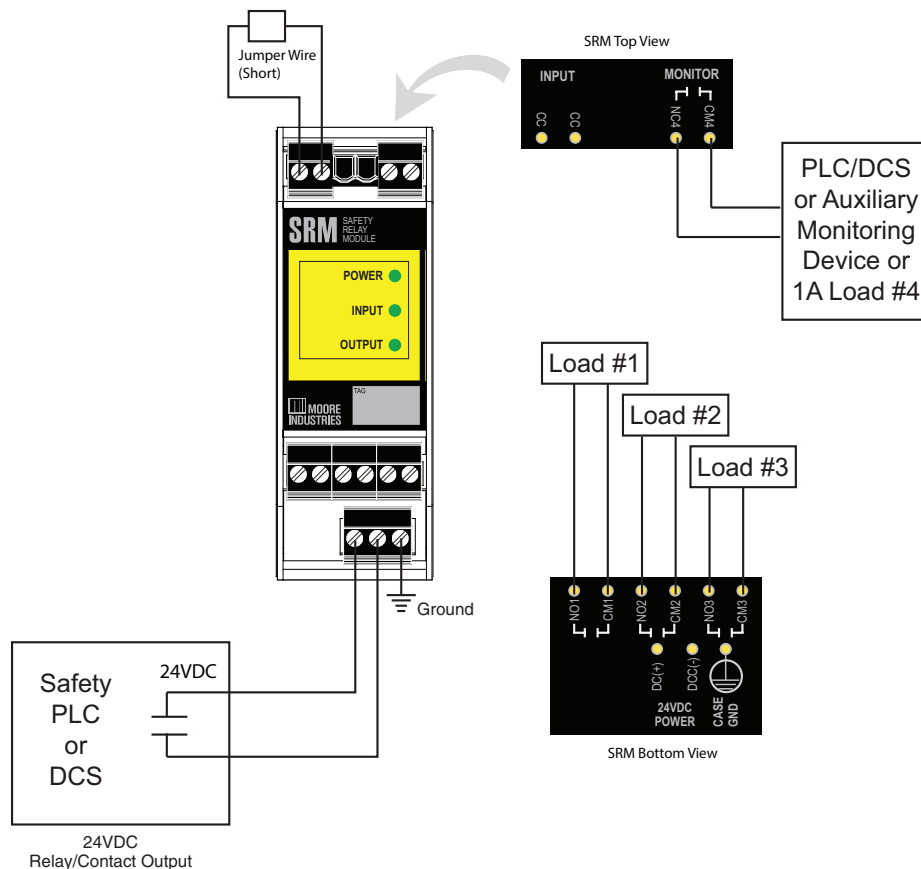 Jumper Wire
(Short)
SRM Top View
INPUT
MONITOR
CC
CC
NC4
CM4
PLC/DCS
or Auxiliary
Monitoring
Device or
1A Load #4
SRM
SAFETY
RELAY
MODULE
POWER
INPUT
OUTPUT
TAG
MOORE
INDUSTRIES
Load #1
Load #2
Load #3
NO1
CM1
NO2
CM2
NO3
CM3
DC(+)
DCC(-)
24VDC
POWER
CASE
GND
SRM Bottom View
Ground
Safety
PLC
or
DCS
24VDC
24VDC
Relay/Contact Output